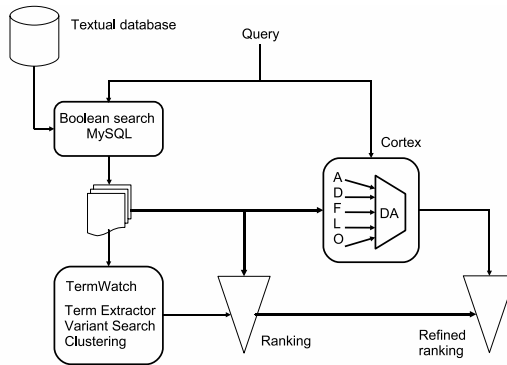 Textual database
Query
Boolean search
MySQL
Cortex
A
D
F
L
O
DA
TermWatch
Term Extractor
Variant Search
Clustering
Ranking
Refined
ranking